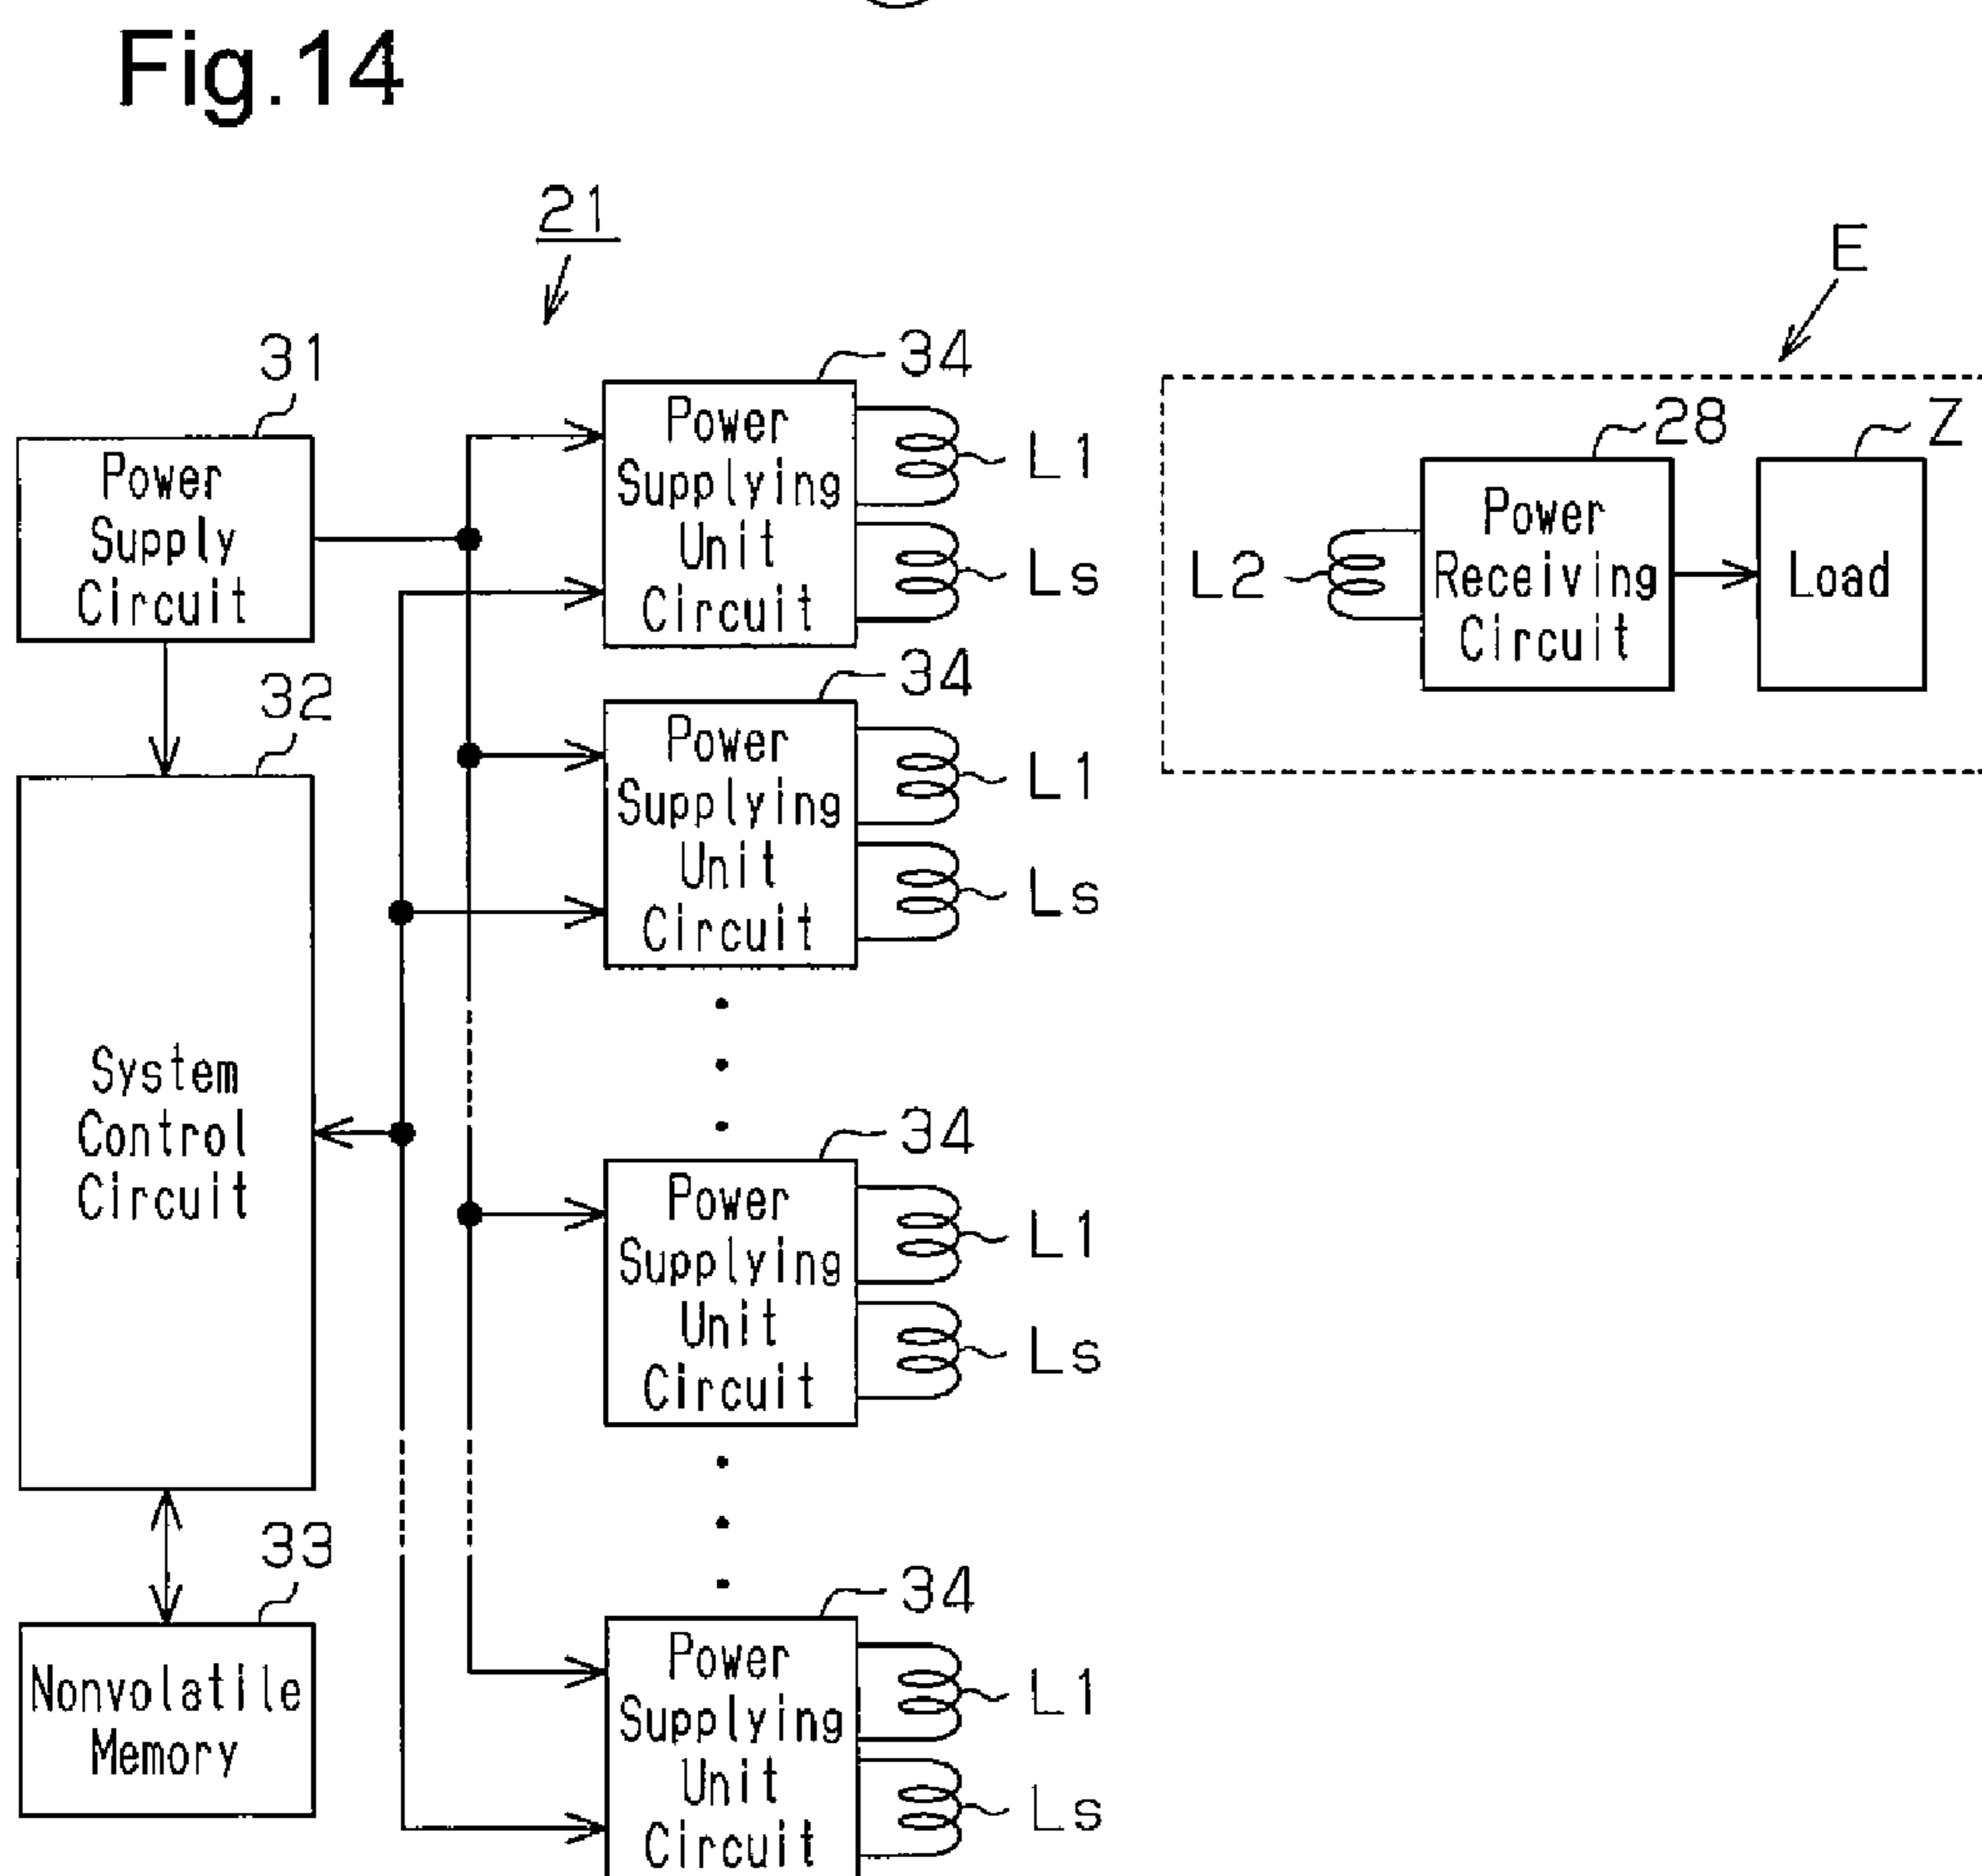 Fig.14
21
E
31
34
28
Z
Power
Supply
Circuit
Power
Supplying
Unit
Circuit
L1
Ls
L2
Power
Receiving
Circuit
Load
32
34
Power
Supplying
Unit
Circuit
L1
Ls
System
Control
Circuit
34
Power
Supplying
Unit
Circuit
L1
Ls
33
34
Nonvolatile
Memory
Power
Supplying
Unit
Circuit
L1
Ls